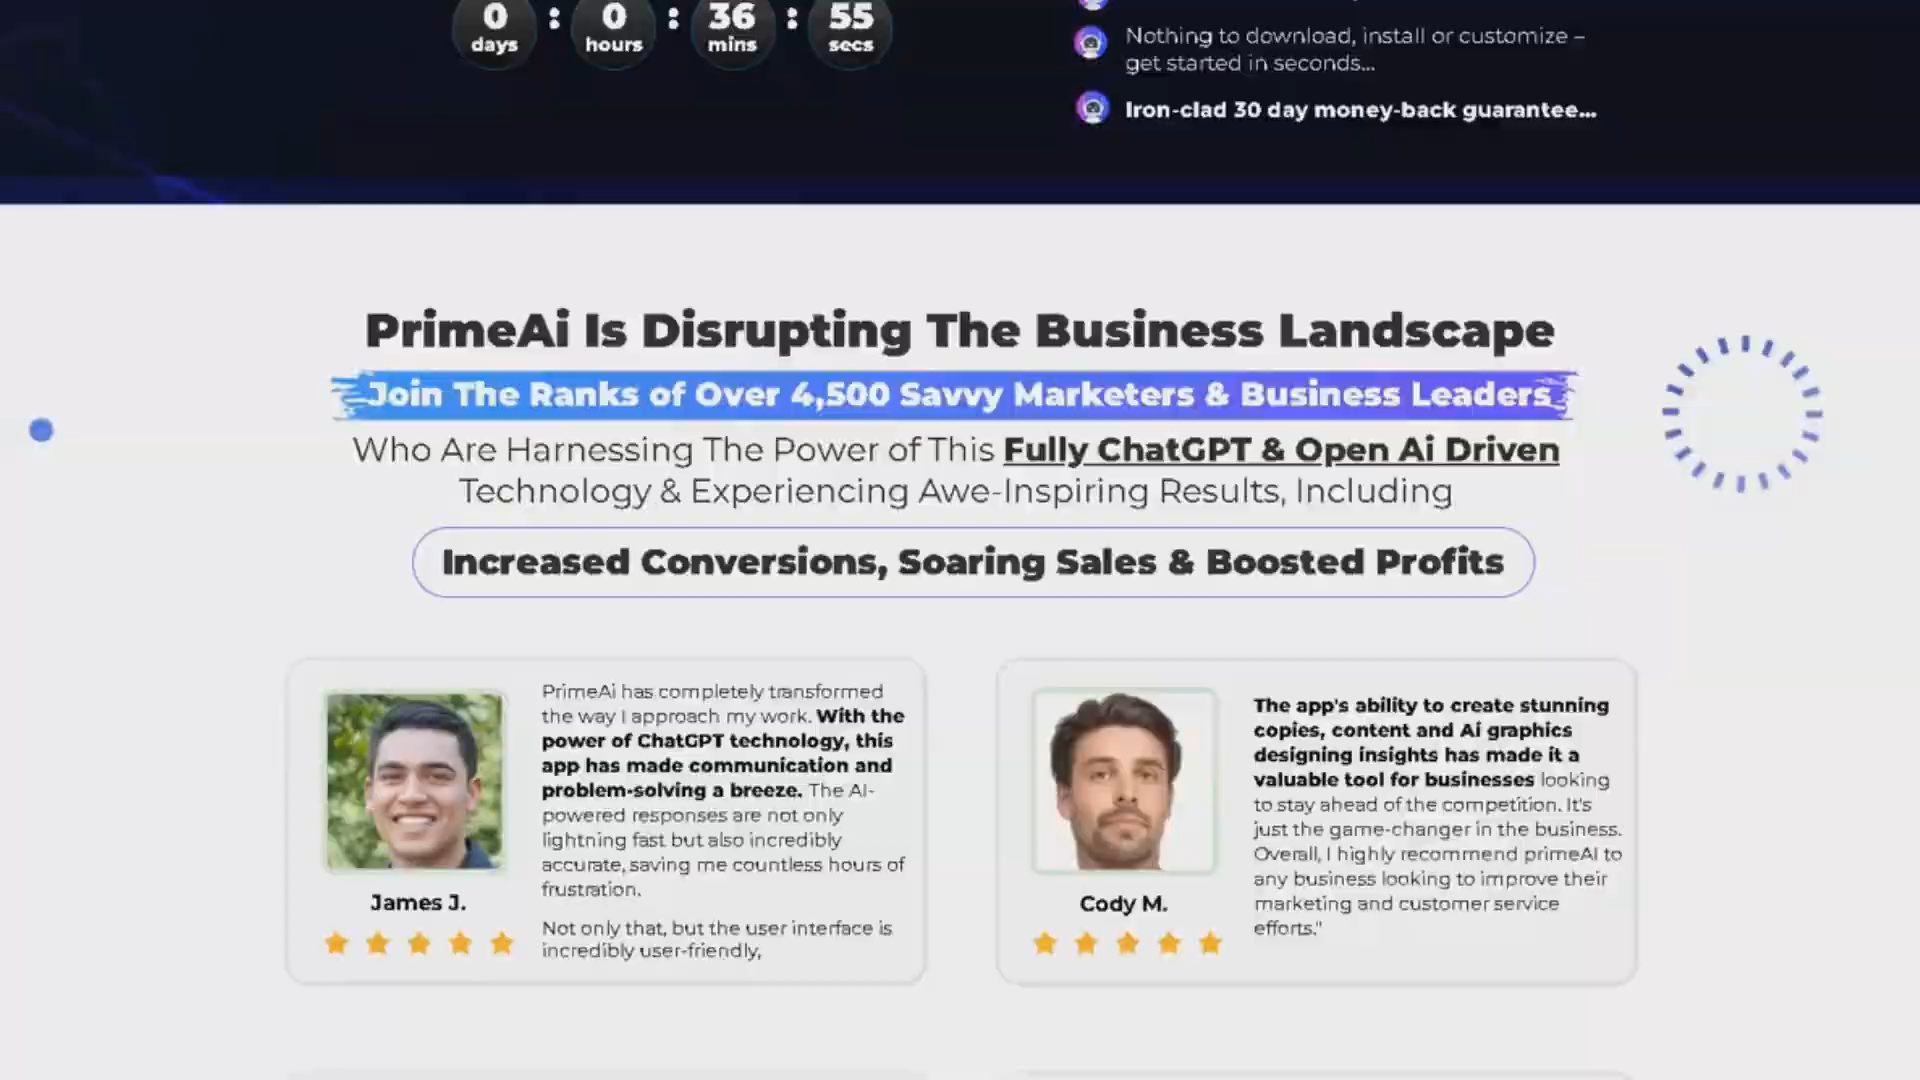 0 : 0 : 36 : 55
days hours mins secs
Nothing to download, install or customize –
get started in seconds...
Iron-clad 30 day money-back guarantee...
PrimeAi Is Disrupting The Business Landscape
Join The Ranks of Over 4,500 Savvy Marketers & Business Leaders
Who Are Harnessing The Power of This Fully ChatGPT & Open Ai Driven
Technology & Experiencing Awe-Inspiring Results, Including
Increased Conversions, Soaring Sales & Boosted Profits
PrimeAi has completely transformed
the way I approach my work. With the
power of ChatGPT technology, this
app has made communication and
problem-solving a breeze. The AI-
powered responses are not only
lightning fast but also incredibly
accurate, saving me countless hours of
frustration.
Not only that, but the user interface is
incredibly user-friendly,
James J.
The app's ability to create stunning
copies, content and Ai graphics
designing insights has made it a
valuable tool for businesses looking
to stay ahead of the competition. It's
just the game-changer in the business.
Overall, I highly recommend primeAI to
any business looking to improve their
marketing and customer service
efforts."
Cody M.